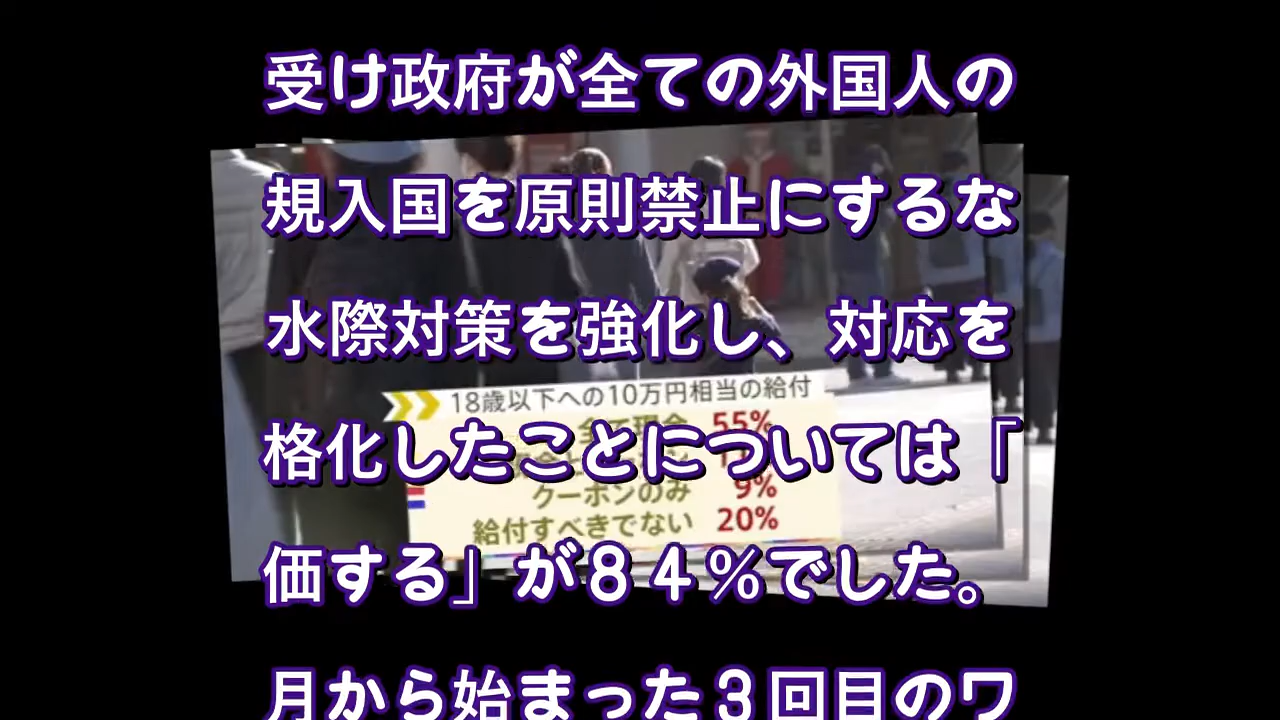 受け政府が全ての外国人の
規入国を原則禁止にするな
水際対策を強化し、対応を
18歳以下への10万円相当の給付
55%
格化したことについては「
クーポンのみ 9%
給付すべきでない 20%
価する」が８４％でした。
月から始まった３回目のワ